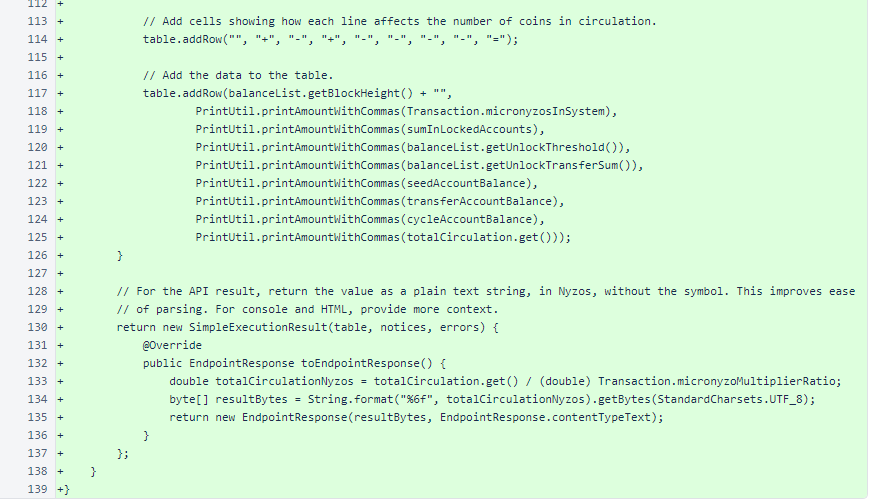 112 +
113 + // Add cells showing how each line affects the number of coins in circulation.
114 + table.addRow("", "+", "-", "+", "-", "-", "-", "-", "=");
115 +
116 + // Add the data to the table.
117 + table.addRow(balanceList.getBlockHeight() + "",
118 + PrintUtil.printAmountWithCommas(Transaction.micronyzosInSystem),
119 + PrintUtil.printAmountWithCommas(sumInLockedAccounts),
120 + PrintUtil.printAmountWithCommas(balanceList.getUnlockThreshold()),
121 + PrintUtil.printAmountWithCommas(balanceList.getUnlockTransferSum()),
122 + PrintUtil.printAmountWithCommas(seedAccountBalance),
123 + PrintUtil.printAmountWithCommas(transferAccountBalance),
124 + PrintUtil.printAmountWithCommas(cycleAccountBalance),
125 + PrintUtil.printAmountWithCommas(totalCirculation.get()));
126 + }
127 +
128 + // For the API result, return the value as a plain text string, in Nyzos, without the symbol. This improves ease
129 + // of parsing. For console and HTML, provide more context.
130 + return new SimpleExecutionResult(table, notices, errors) {
131 + @Override
132 + public EndpointResponse toEndpointResponse() {
133 + double totalCirculationNyzos = totalCirculation.get() / (double) Transaction.micronyzoMultiplierRatio;
134 + byte[] resultBytes = String.format("%6f", totalCirculationNyzos).getBytes(StandardCharsets.UTF_8);
135 + return new EndpointResponse(resultBytes, EndpointResponse.contentTypeText);
136 + }
137 + };
138 + }
139 +}